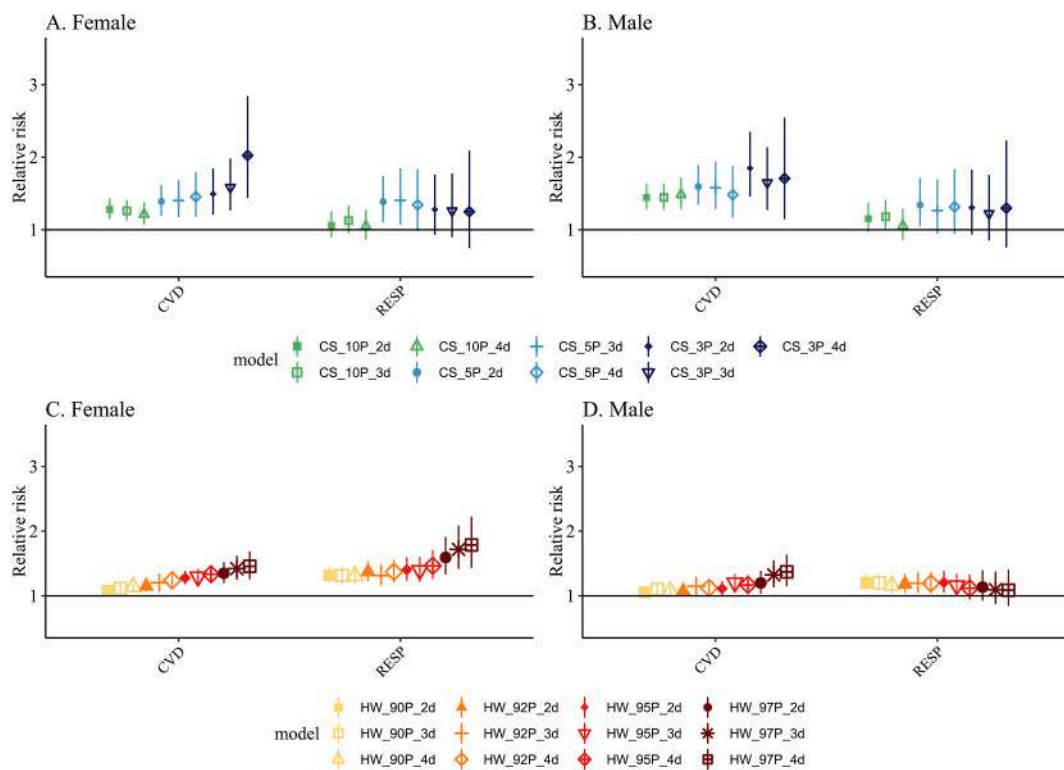 A. Female
B. Male
Relative risk
3
2
1
CVD
RESP
Relative risk
3
2
1
CVD
RESP
model
CS_10P_2d
CS_10P_4d
CS_5P_3d
CS_3P_2d
CS_3P_4d
CS_10P_3d
CS_5P_2d
CS_5P_4d
CS_3P_3d
C. Female
D. Male
Relative risk
3
2
1
CVD
RESP
Relative risk
3
2
1
CVD
RESP
model
HW_90P_2d
HW_92P_2d
HW_95P_2d
HW_97P_2d
HW_90P_3d
HW_92P_3d
HW_95P_3d
HW_97P_3d
HW_90P_4d
HW_92P_4d
HW_95P_4d
HW_97P_4d